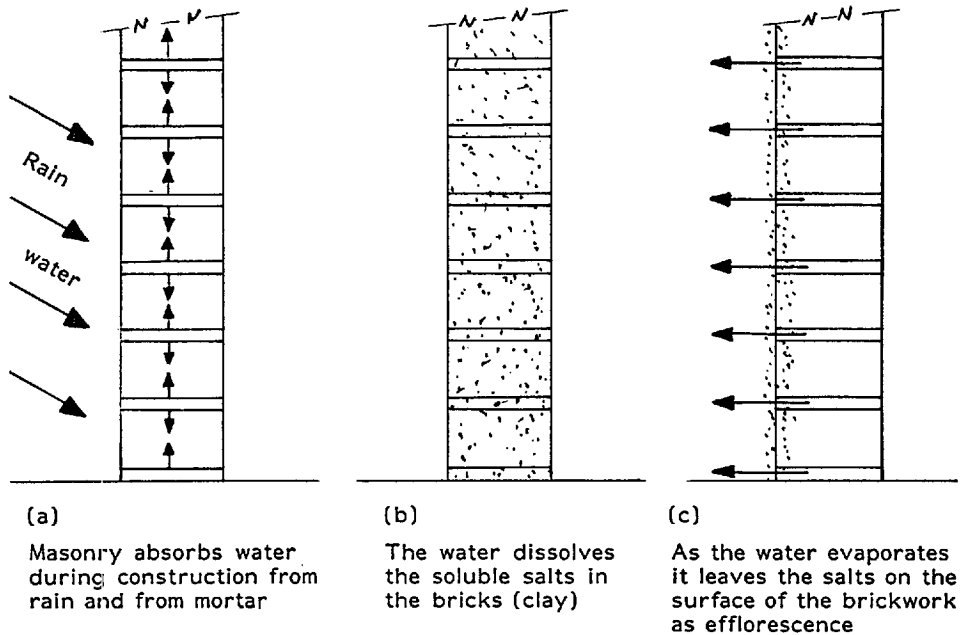 Rain
water
(a)
Masonry absorbs water
during construction from
rain and from mortar
(b)
The water dissolves
the soluble salts in
the bricks (clay)
(c)
As the water evaporates
it leaves the salts on the
surface of the brickwork
as efflorescence